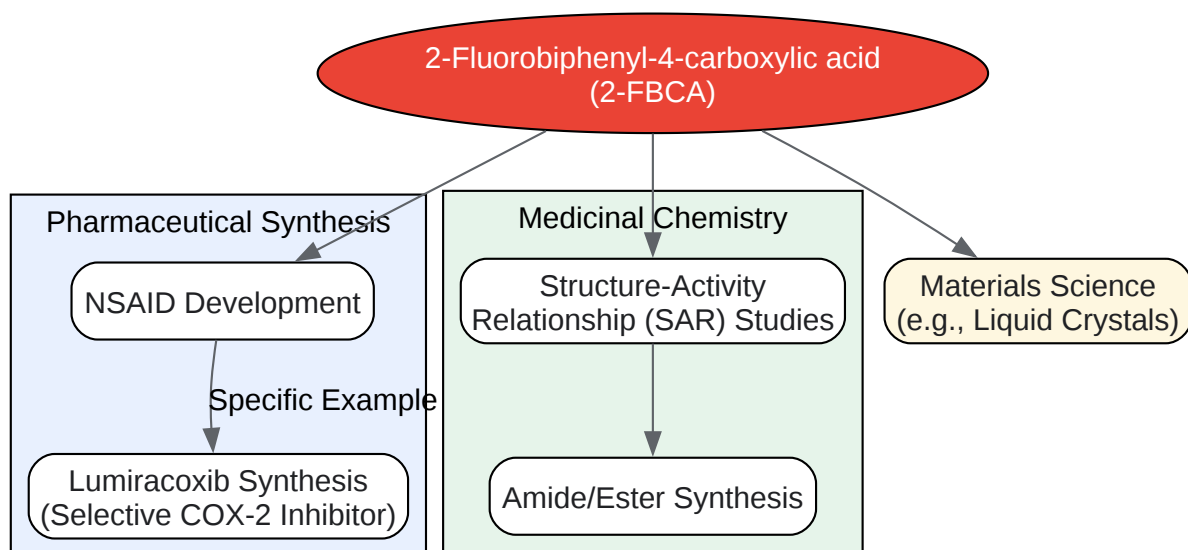 2-Fluorobiphenyl-4-carboxylic acid
(2-FBCA)
Pharmaceutical Synthesis
Medicinal Chemistry
NSAID Development
Structure-Activity
Relationship (SAR) Studies
Materials Science
(e.g., Liquid Crystals)
Specific Example
Lumiracoxib Synthesis
(Selective COX-2 Inhibitor)
Amide/Ester Synthesis